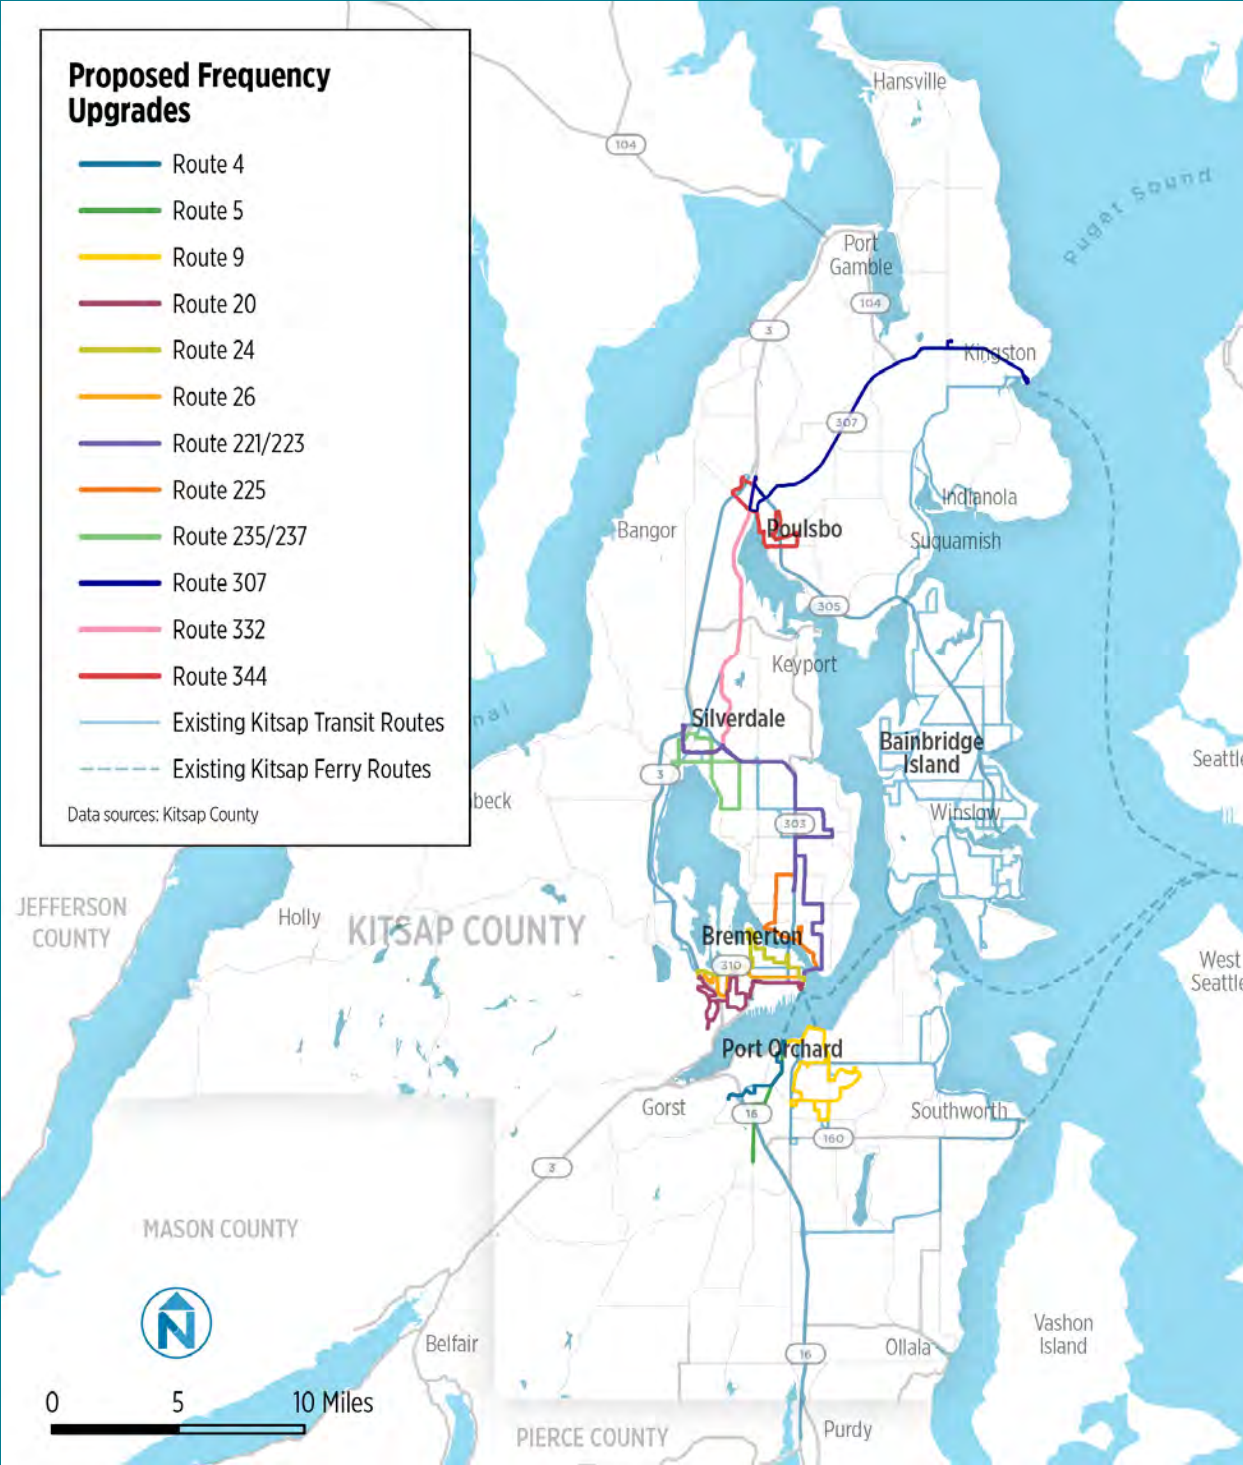 Proposed Frequency
Upgrades
Route 4
Route 5
Route 9
Route 20
Route 24
Route 26
Route 221/223
Route 225
Route 235/237
Route 307
Route 332
Route 344
Existing Kitsap Transit Routes
Existing Kitsap Ferry Routes
Data sources: Kitsap County
Hansville
104
Puget Sound
Port
Gamble
104
3
Kingston
307
Indianola
Bangor
Poulsbo
Suquamish
305
Keyport
nal
Silverdale
Bainbridge
Island
Seattle
3
beck
Winslow
303
JEFFERSON
COUNTY
Holly
KITSAP COUNTY
Bremerton
310
West
Seattle
Port Orchard
Gorst
16
Southworth
160
3
MASON COUNTY
N
Belfair
Vashon
Island
16
Ollala
0 5 10 Miles
PIERCE COUNTY
Purdy